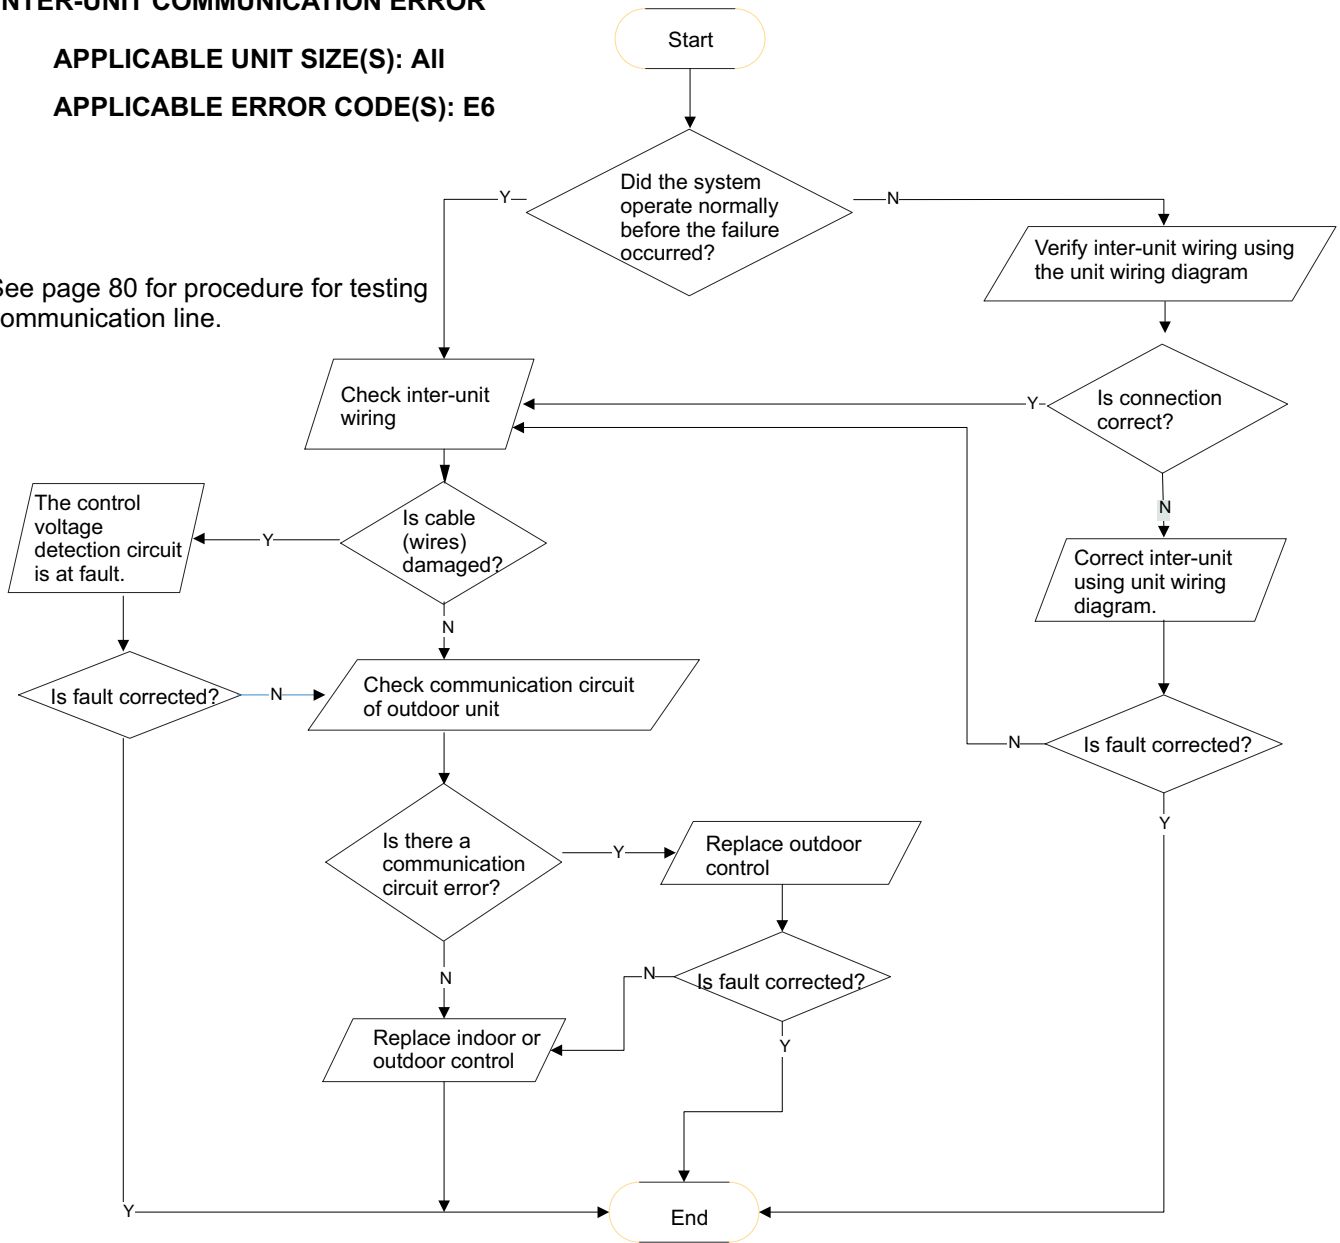 INTER-UNIT COMMUNICATION ERROR
APPLICABLE UNIT SIZE(S): All
APPLICABLE ERROR CODE(S): E6
Start
Did the system
operate normally
before the failure
occurred?
Y
N
Verify inter-unit wiring using
the unit wiring diagram
See page 80 for procedure for testing
communication line.
Check inter-unit
wiring
Y
Is connection
correct?
N
The control
voltage
detection circuit
is at fault.
Y
Is cable
(wires)
damaged?
N
Correct inter-unit
using unit wiring
diagram.
Is fault corrected?
N
Check communication circuit
of outdoor unit
N
Is fault corrected?
Y
Is there a
communication
circuit error?
Y
Replace outdoor
control
N
N
Is fault corrected?
Y
Replace indoor or
outdoor control
Y
End